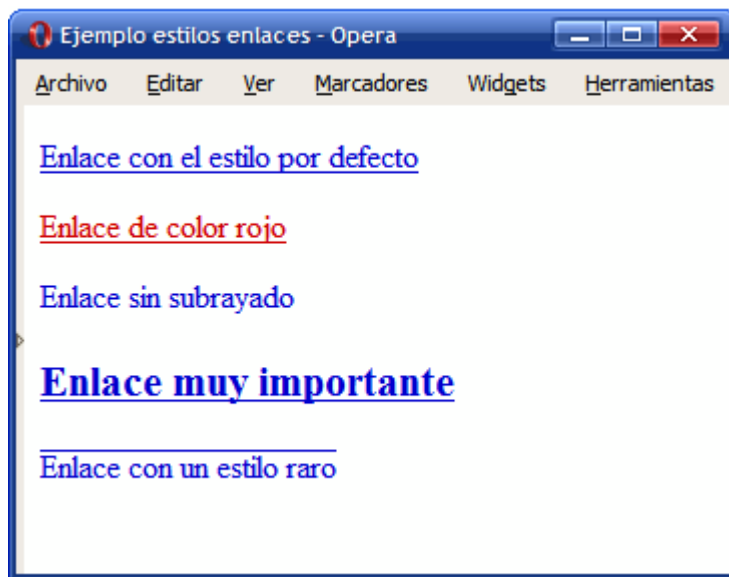 Ejemplo estilos enlaces - Opera
Archivo Editar Ver Marcadores Widgets Herramientas
Enlace con el estilo por defecto
Enlace de color rojo
Enlace sin subrayado
Enlace muy importante
Enlace con un estilo raro